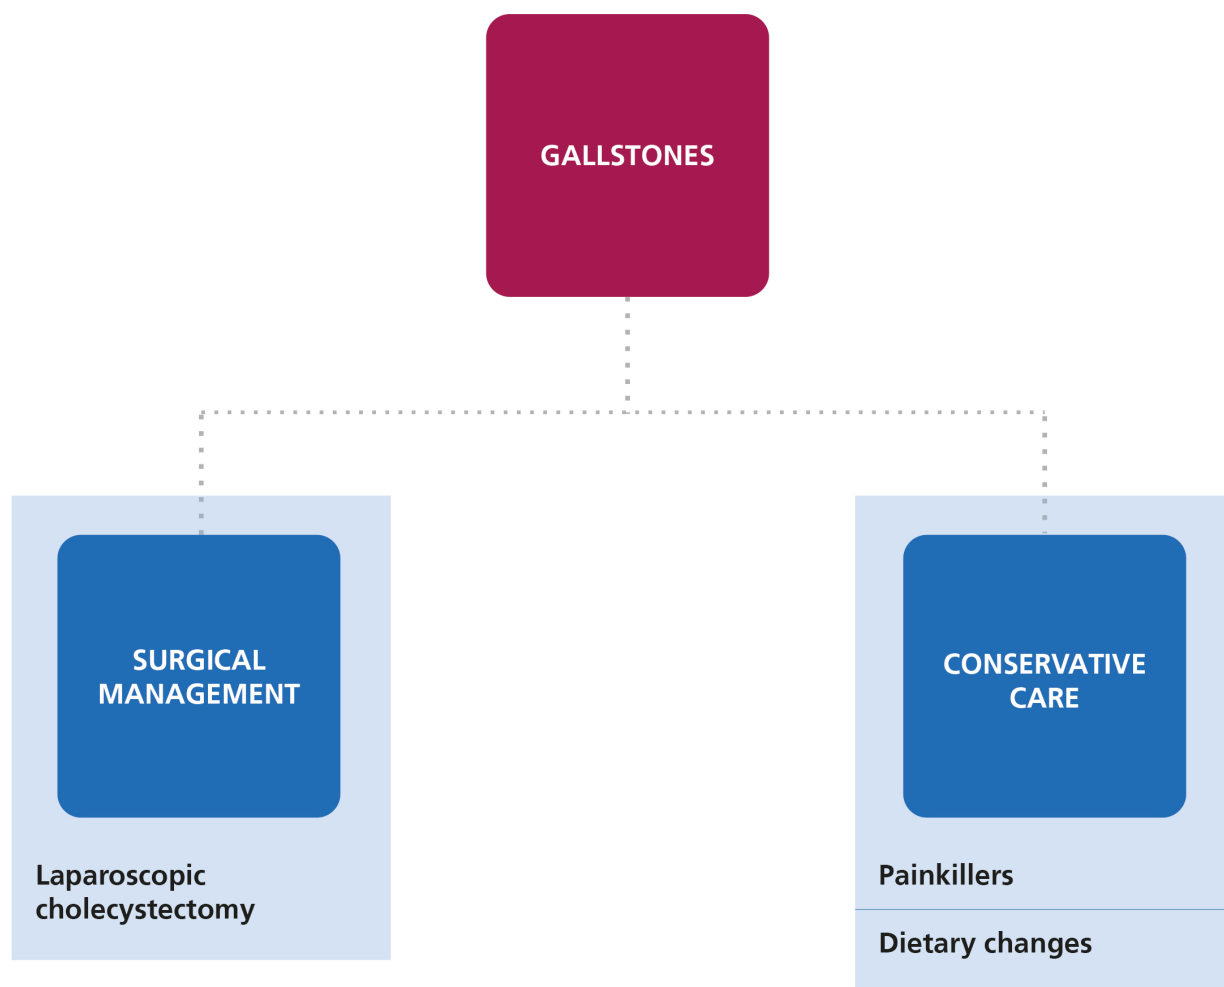 GALLSTONES
SURGICAL
MANAGEMENT
Laparoscopic
cholecystectomy
CONSERVATIVE
CARE
Painkillers
Dietary changes